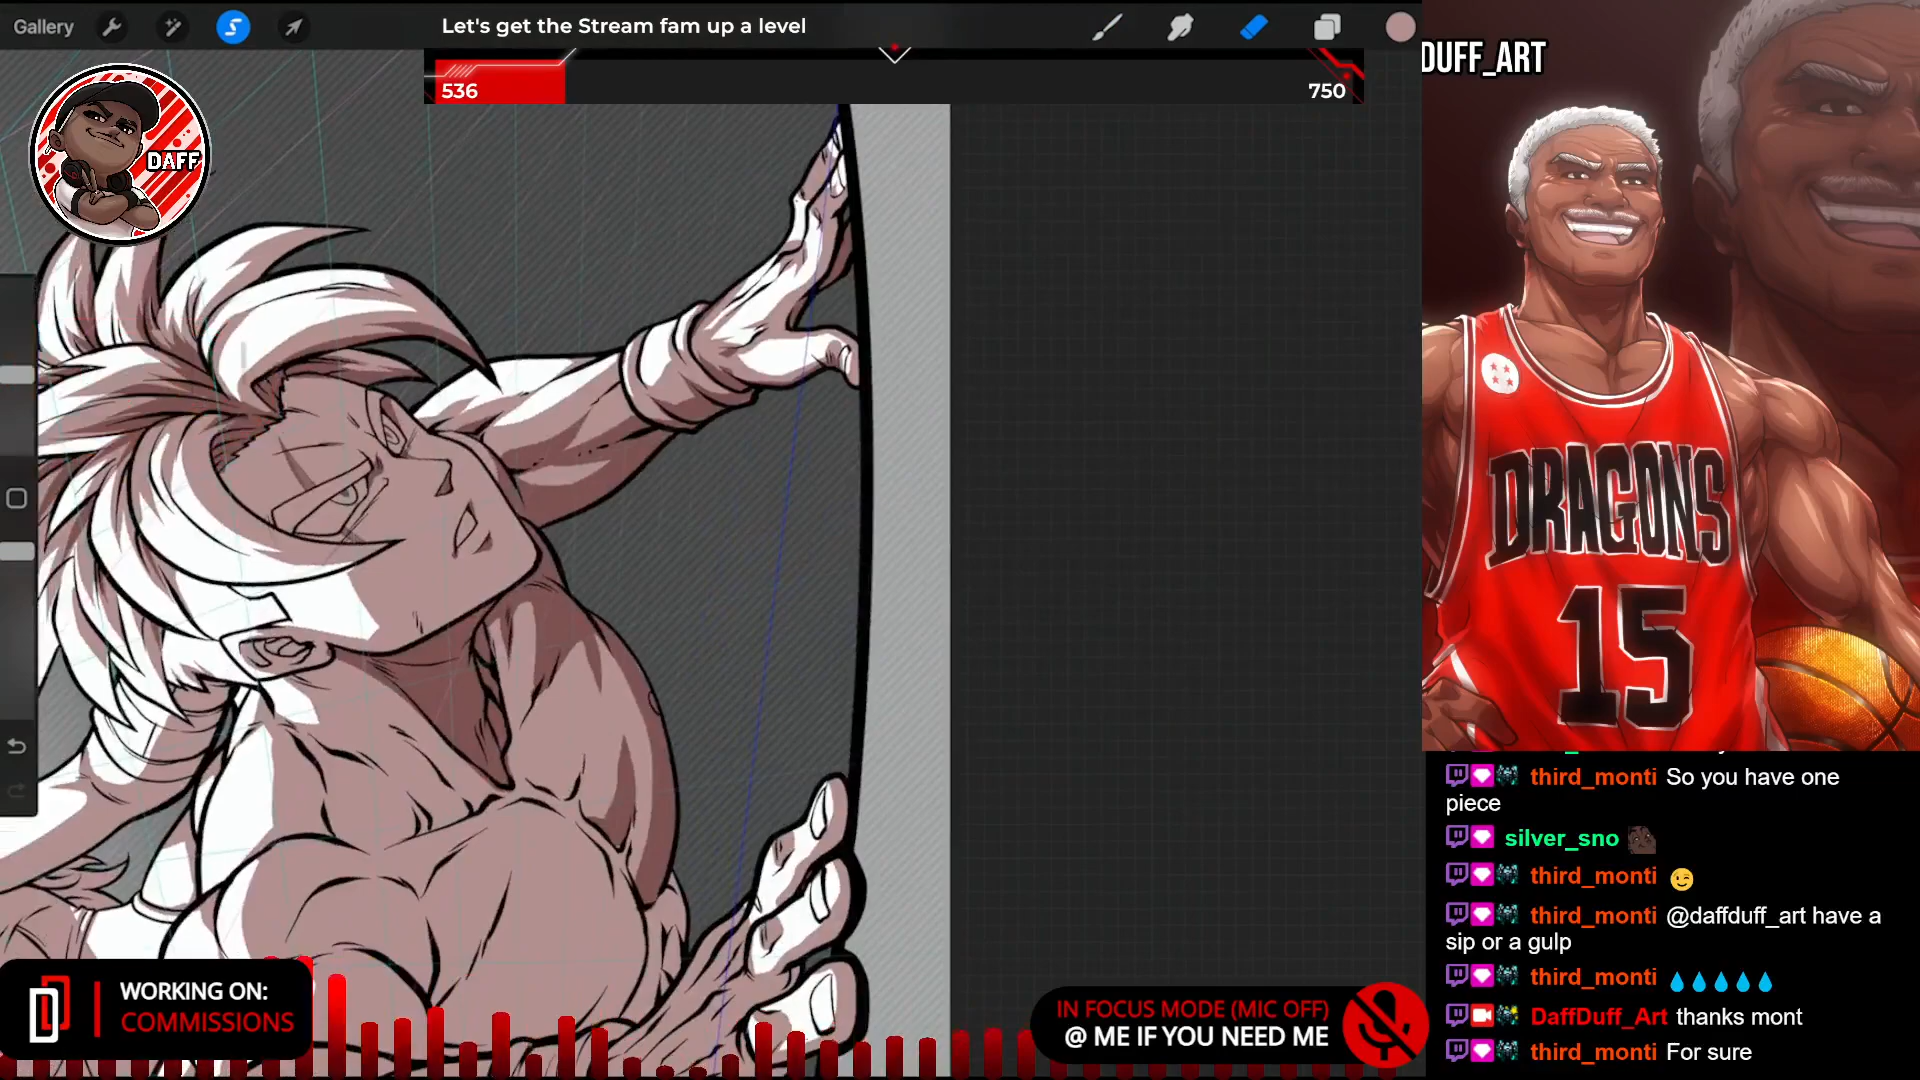 Gallery
Let's get the Stream fam up a level
536
750
DAFF
DUFF_ART
DRAGONS
15
third_monti So you have one
piece
silver_sno
third_monti 😉
third_monti @daffduff_art have a
sip or a gulp
third_monti 💧💧💧💧💧
DaffDuff_Art thanks mont
third_monti For sure
WORKING ON:
COMMISSIONS
IN FOCUS MODE (MIC OFF)
@ ME IF YOU NEED ME